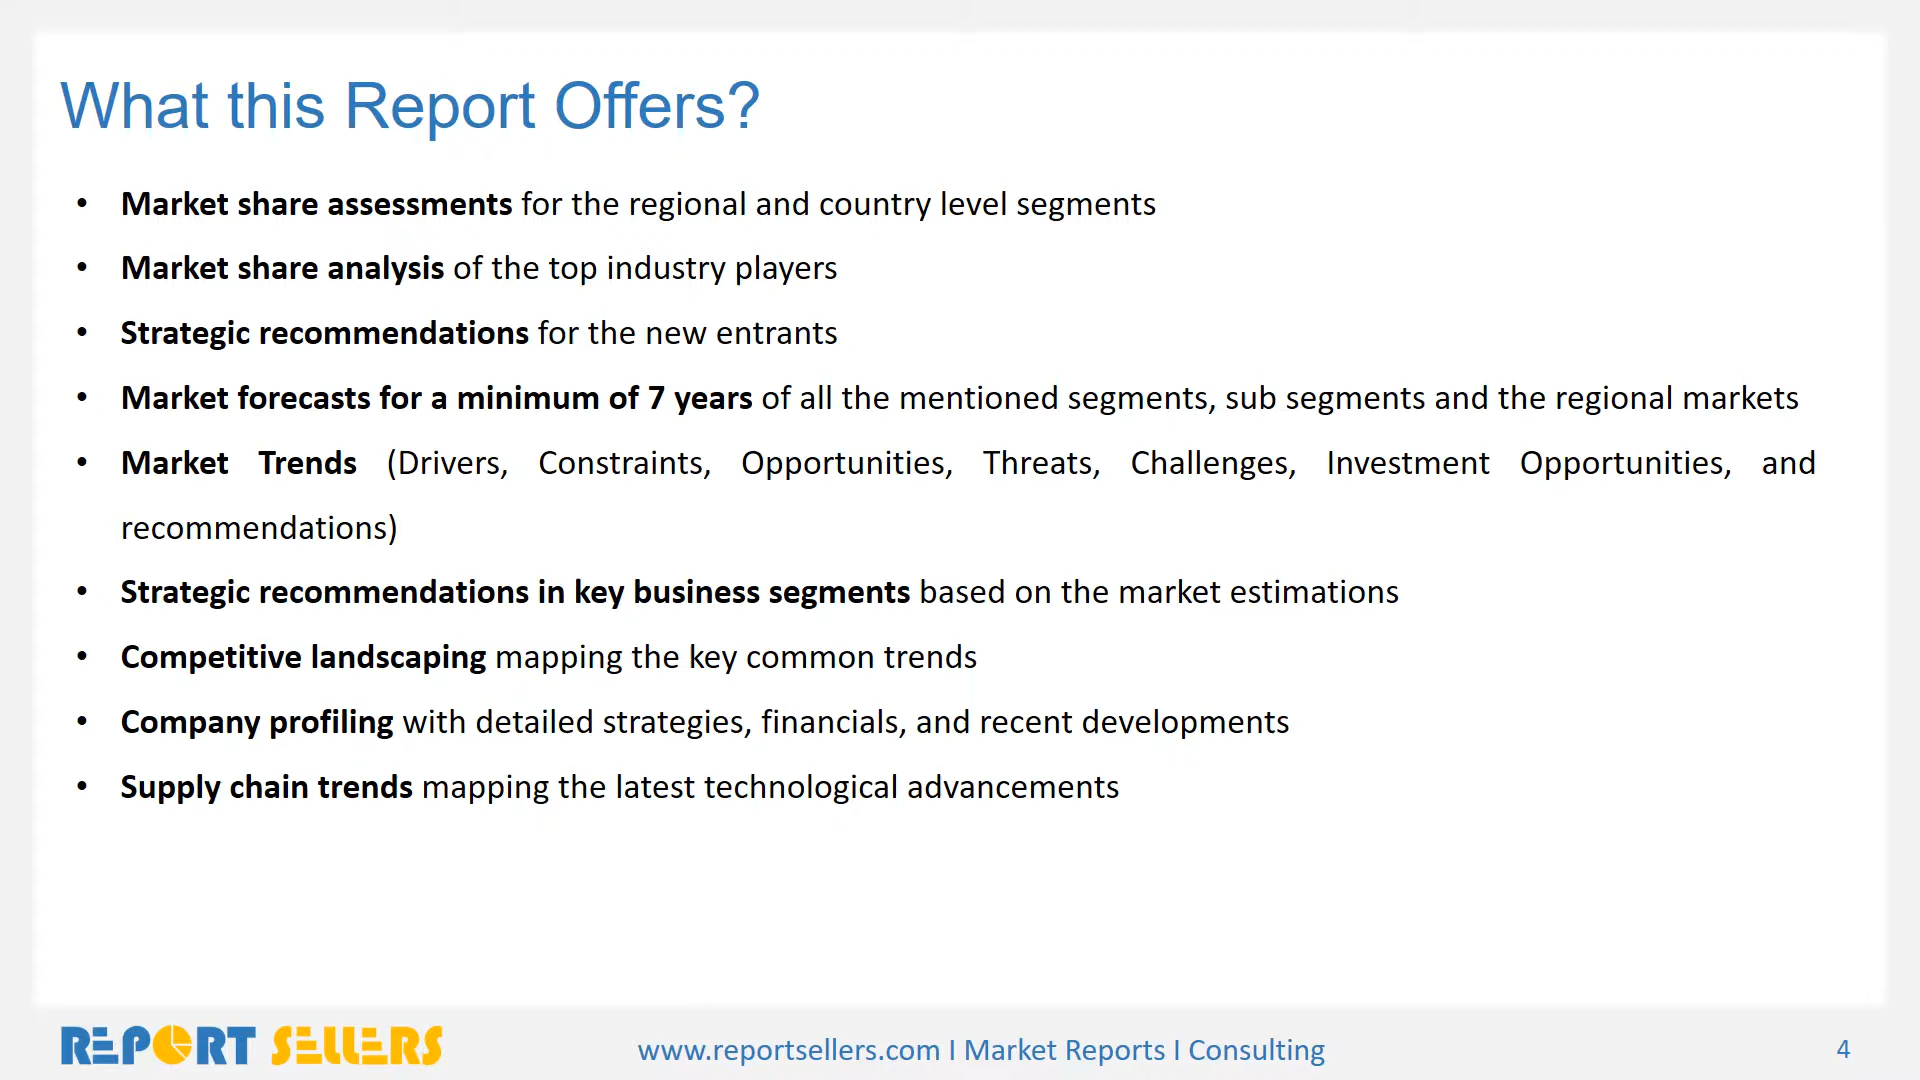 What this Report Offers?
• Market share assessments for the regional and country level segments
• Market share analysis of the top industry players
• Strategic recommendations for the new entrants
• Market forecasts for a minimum of 7 years of all the mentioned segments, sub segments and the regional markets
• Market Trends (Drivers, Constraints, Opportunities, Threats, Challenges, Investment Opportunities, and
recommendations)
• Strategic recommendations in key business segments based on the market estimations
• Competitive landscaping mapping the key common trends
• Company profiling with detailed strategies, financials, and recent developments
• Supply chain trends mapping the latest technological advancements
REPORT SELLERS
www.reportsellers.com I Market Reports I Consulting
4